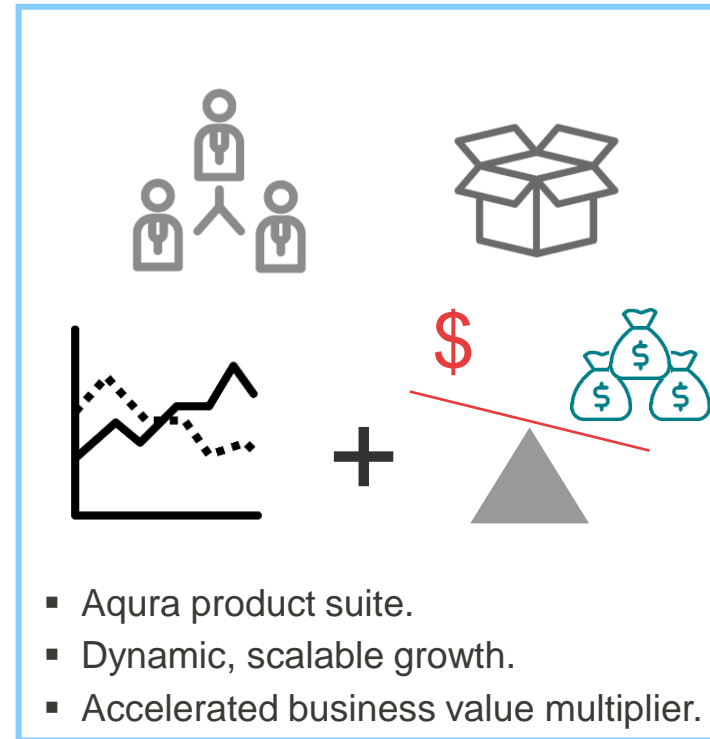 $
$
$ $
+
▪ Aqura product suite.
▪ Dynamic, scalable growth.
▪ Accelerated business value multiplier.